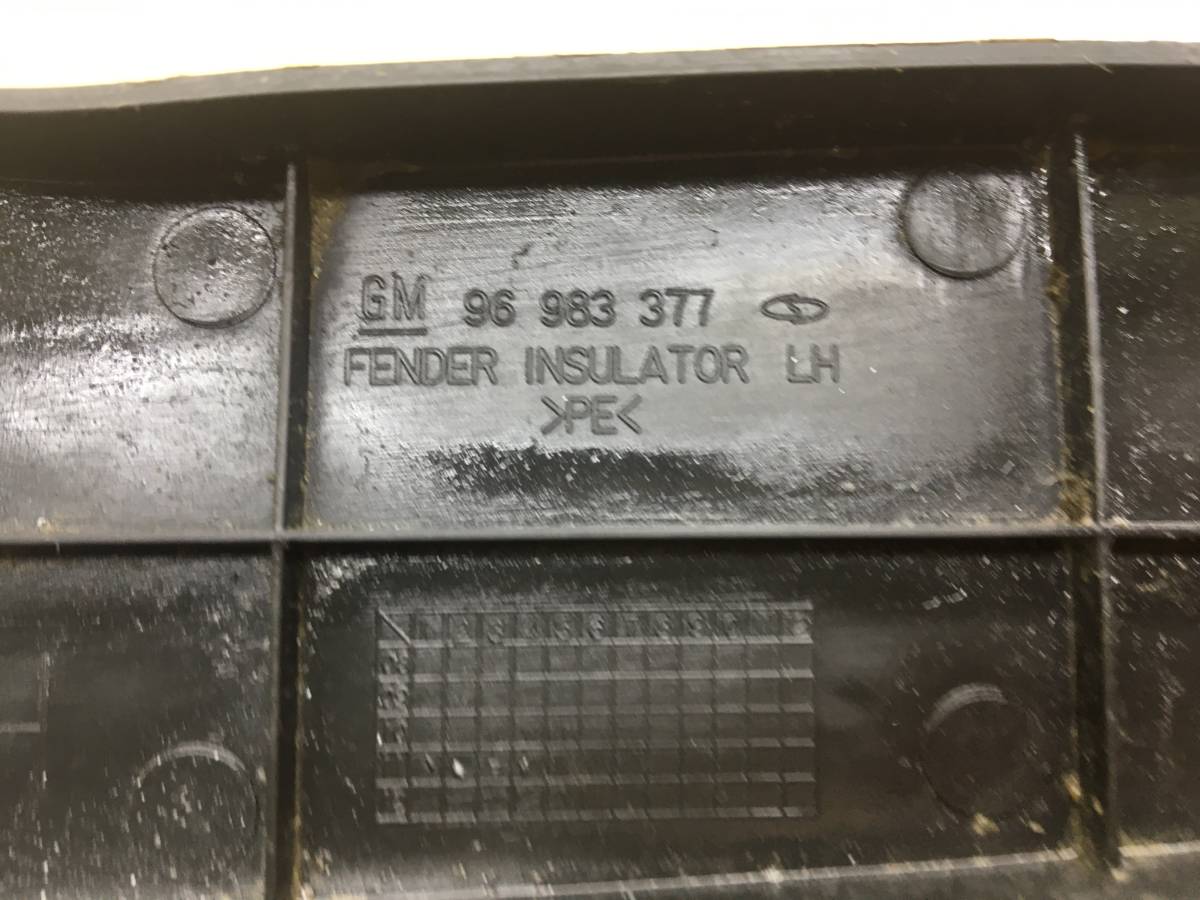 GM 96 983 377
FENDER INSULATOR LH
>PE<